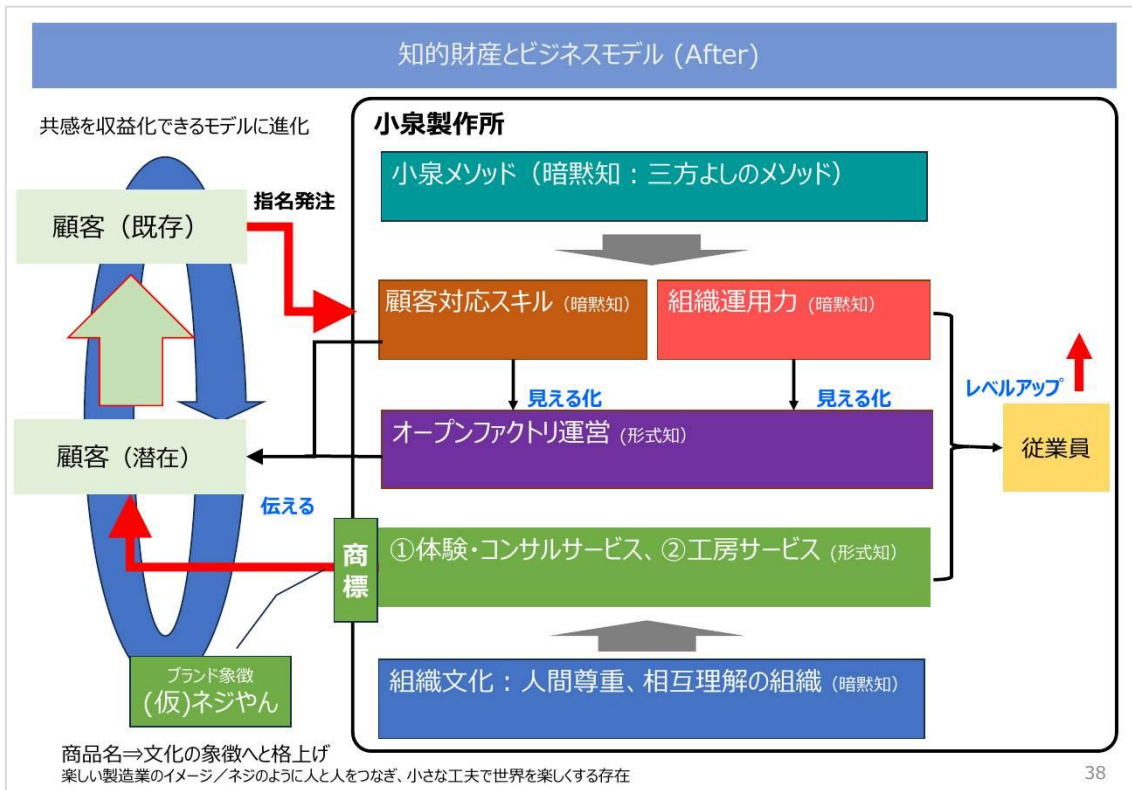 知的財産とビジネスモデル (After)
共感を収益化できるモデルに進化
小泉製作所
小泉メソッド（暗黙知：三方よしのメソッド）
顧客（既存）
指名発注
顧客対応スキル（暗黙知）
組織運用力（暗黙知）
見える化
見える化
レベルアップ
オープンファクトリ運営（形式知）
顧客（潜在）
従業員
伝える
商標
①体験・コンサルサービス、②工房サービス（形式知）
ブランド象徴
(仮)ネジやん
組織文化：人間尊重、相互理解の組織（暗黙知）
商品名⇒文化の象徴へと格上げ
楽しい製造業のイメージ／ネジのように人と人をつなぎ、小さな工夫で世界を楽しくする存在
38